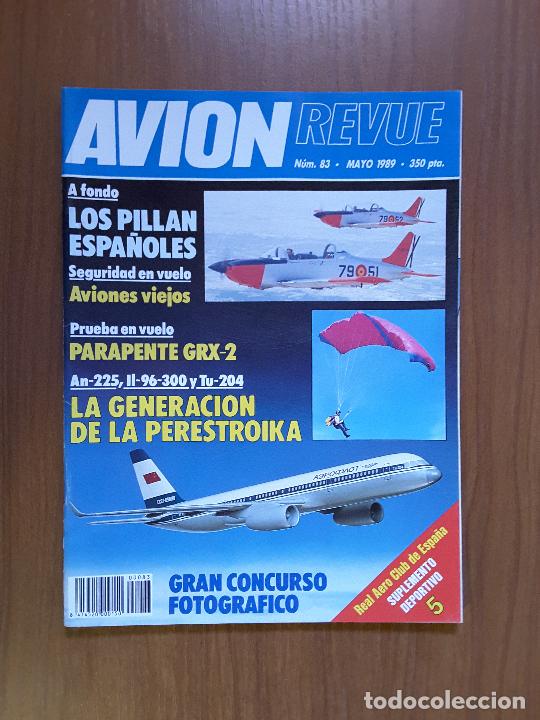 AVION REVUE
Núm. 83 • MAYO 1989 • 350 pta.
A fondo
LOS PILLAN
ESPAÑOLES
Seguridad en vuelo
Aviones viejos
Prueba en vuelo
PARAPENTE GRX-2
An-225, Il-96-300 y Tu-204
LA GENERACION
DE LA PERESTROIKA
79 52
79 51
АЭРОФЛОТ
00083
GRAN CONCURSO
FOTOGRAFICO
Real Aero Club de España
SUPLEMENTO
DEPORTIVO
5
todocoleccion